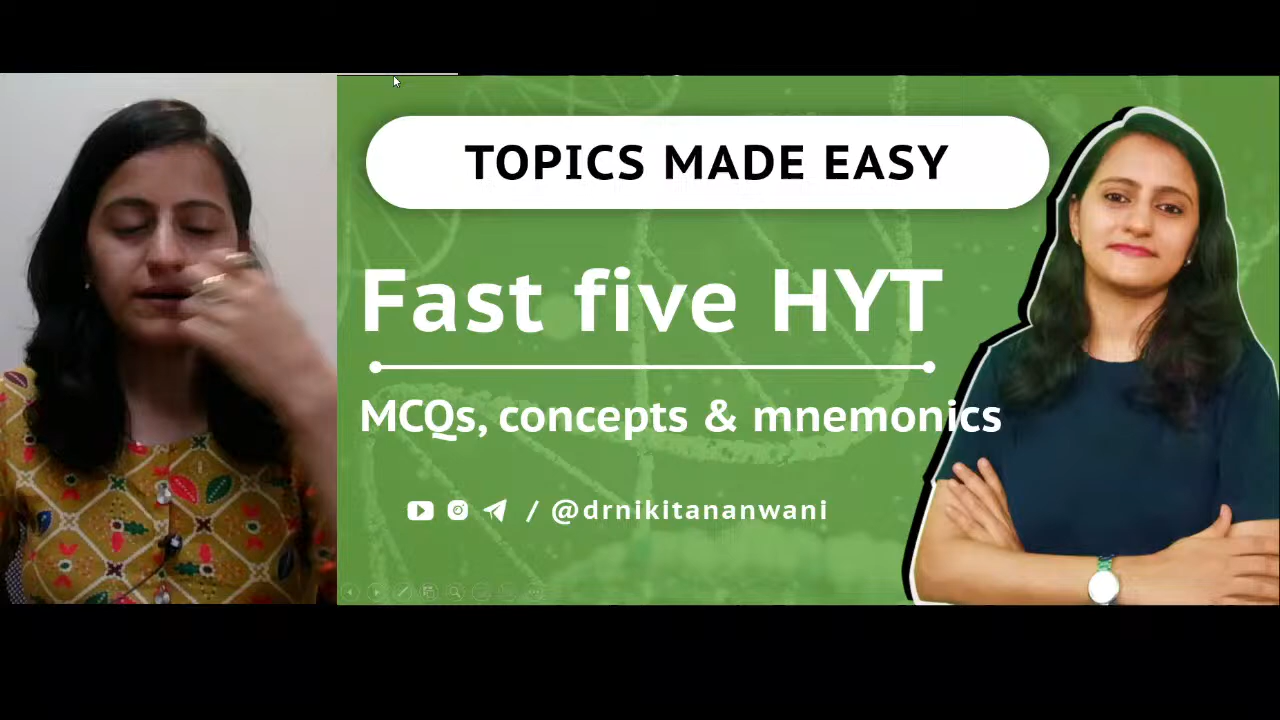 TOPICS MADE EASY
Fast five HYT
MCQs, concepts & mnemonics
/ @drnikitananwani